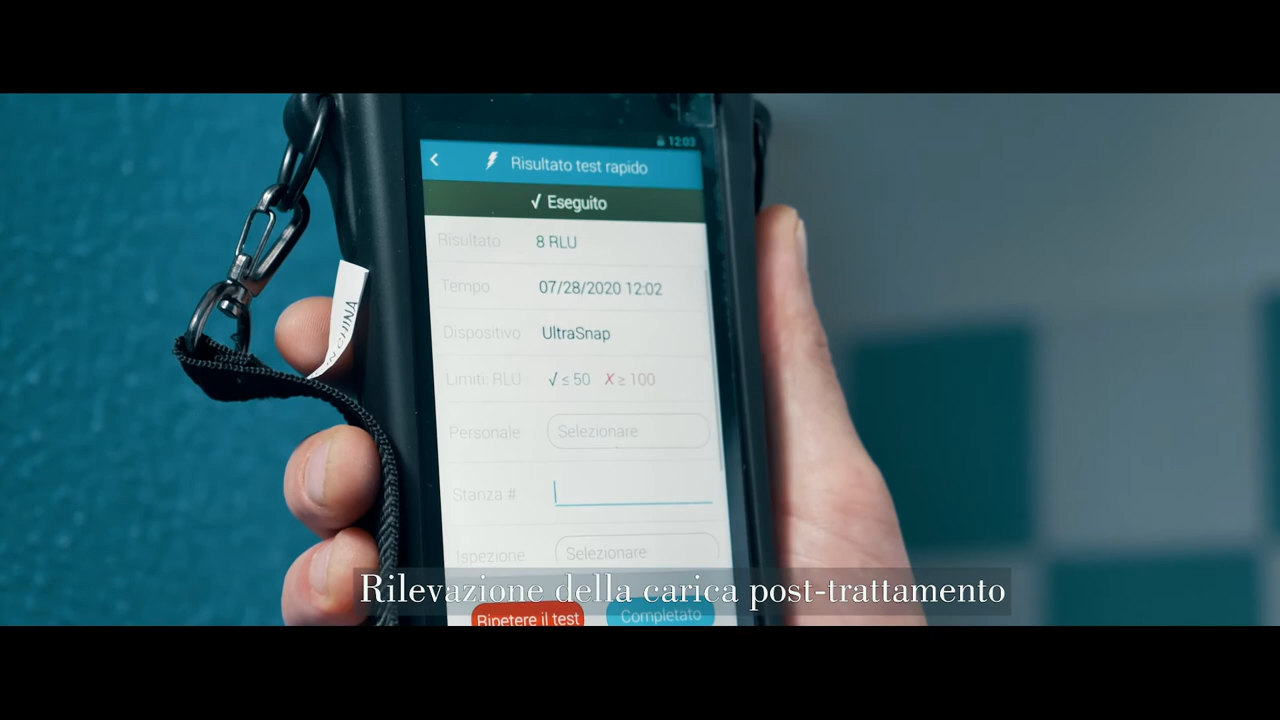 12:03
Risultato test rapido
√ Eseguito
Risultato 8 RLU
Tempo 07/28/2020 12:02
Dispositivo UltraSnap
Limiti: RLU √ ≤ 50 X ≥ 100
Personale Selezionare
Stanza #
Ispezione Selezionare
Rilevazione della carica post-trattamento
Ripetere il test Completato